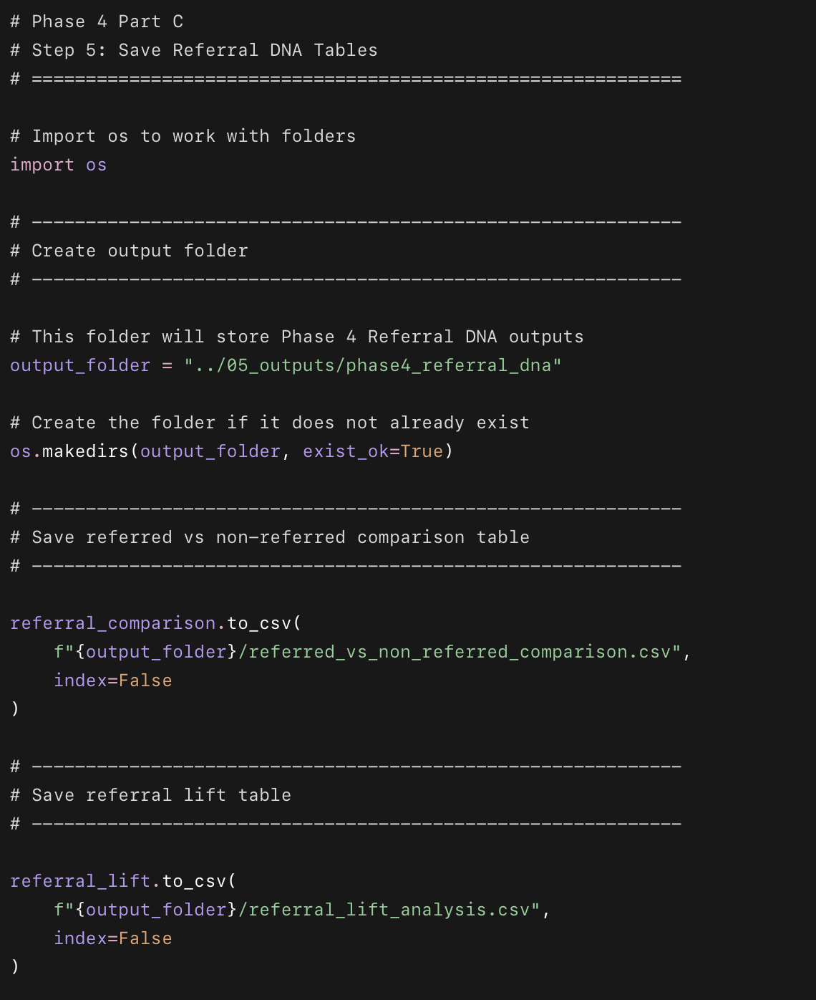 # Phase 4 Part C
# Step 5: Save Referral DNA Tables
# ============================================================
# Import os to work with folders
import os
# ------------------------------------------------------------
# Create output folder
# ------------------------------------------------------------
# This folder will store Phase 4 Referral DNA outputs
output_folder = "../05_outputs/phase4_referral_dna"
# Create the folder if it does not already exist
os.makedirs(output_folder, exist_ok=True)
# ------------------------------------------------------------
# Save referred vs non-referred comparison table
# ------------------------------------------------------------
referral_comparison.to_csv(
    f"{output_folder}/referred_vs_non_referred_comparison.csv",
    index=False
)
# ------------------------------------------------------------
# Save referral lift table
# ------------------------------------------------------------
referral_lift.to_csv(
    f"{output_folder}/referral_lift_analysis.csv",
    index=False
)